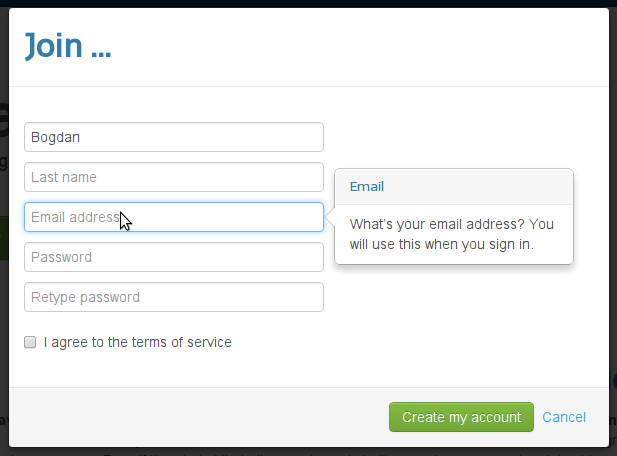 Join ...
Bogdan
Last name
Email address
Email
What's your email address? You
will use this when you sign in.
Password
Retype password
I agree to the terms of service
Create my account
Cancel